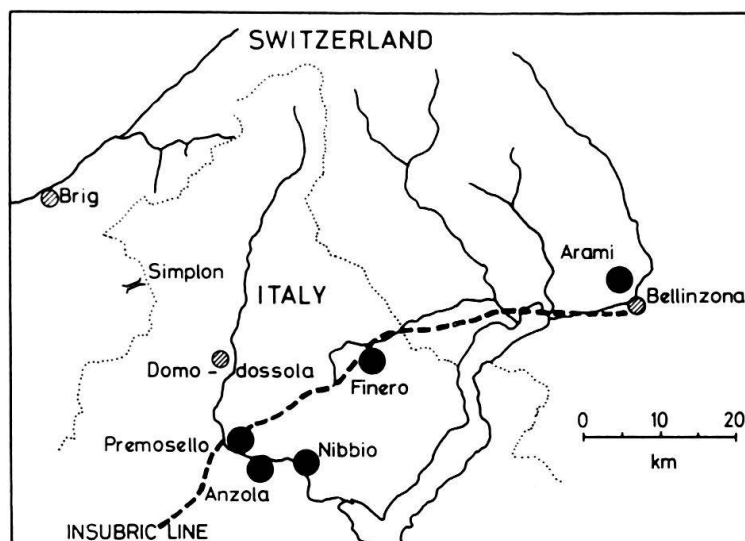 SWITZERLAND
Brig
Simplon
Arami
Bellinzona
ITALY
Domo - dossola
Finero
Premosello
Nibbio
Anzola
0 10 20
km
INSUBRIC LINE